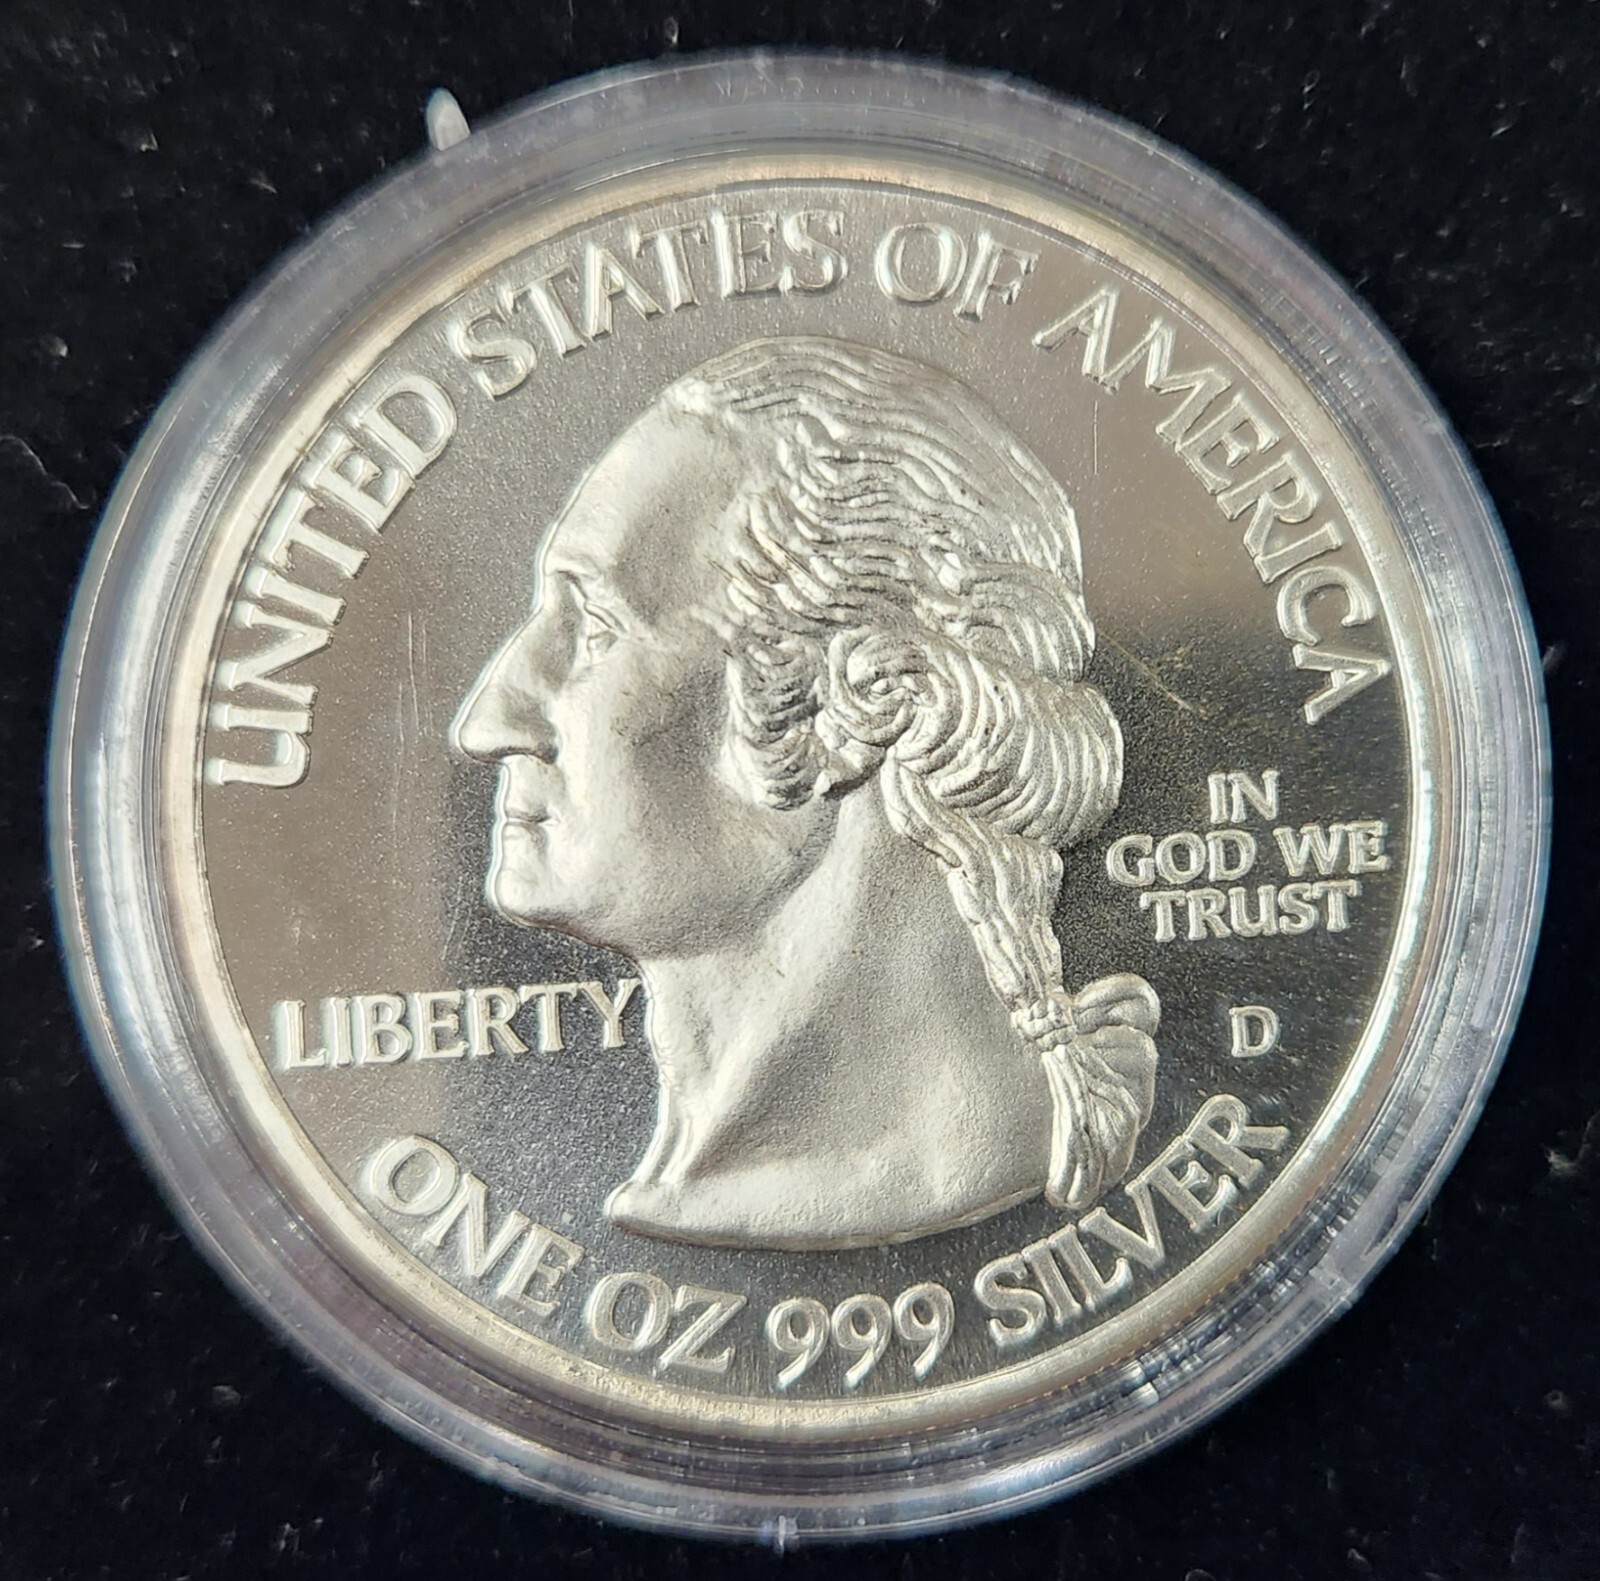 UNITED STATES OF AMERICA
IN
GOD WE
TRUST
LIBERTY
D
ONE OZ 999 SILVER